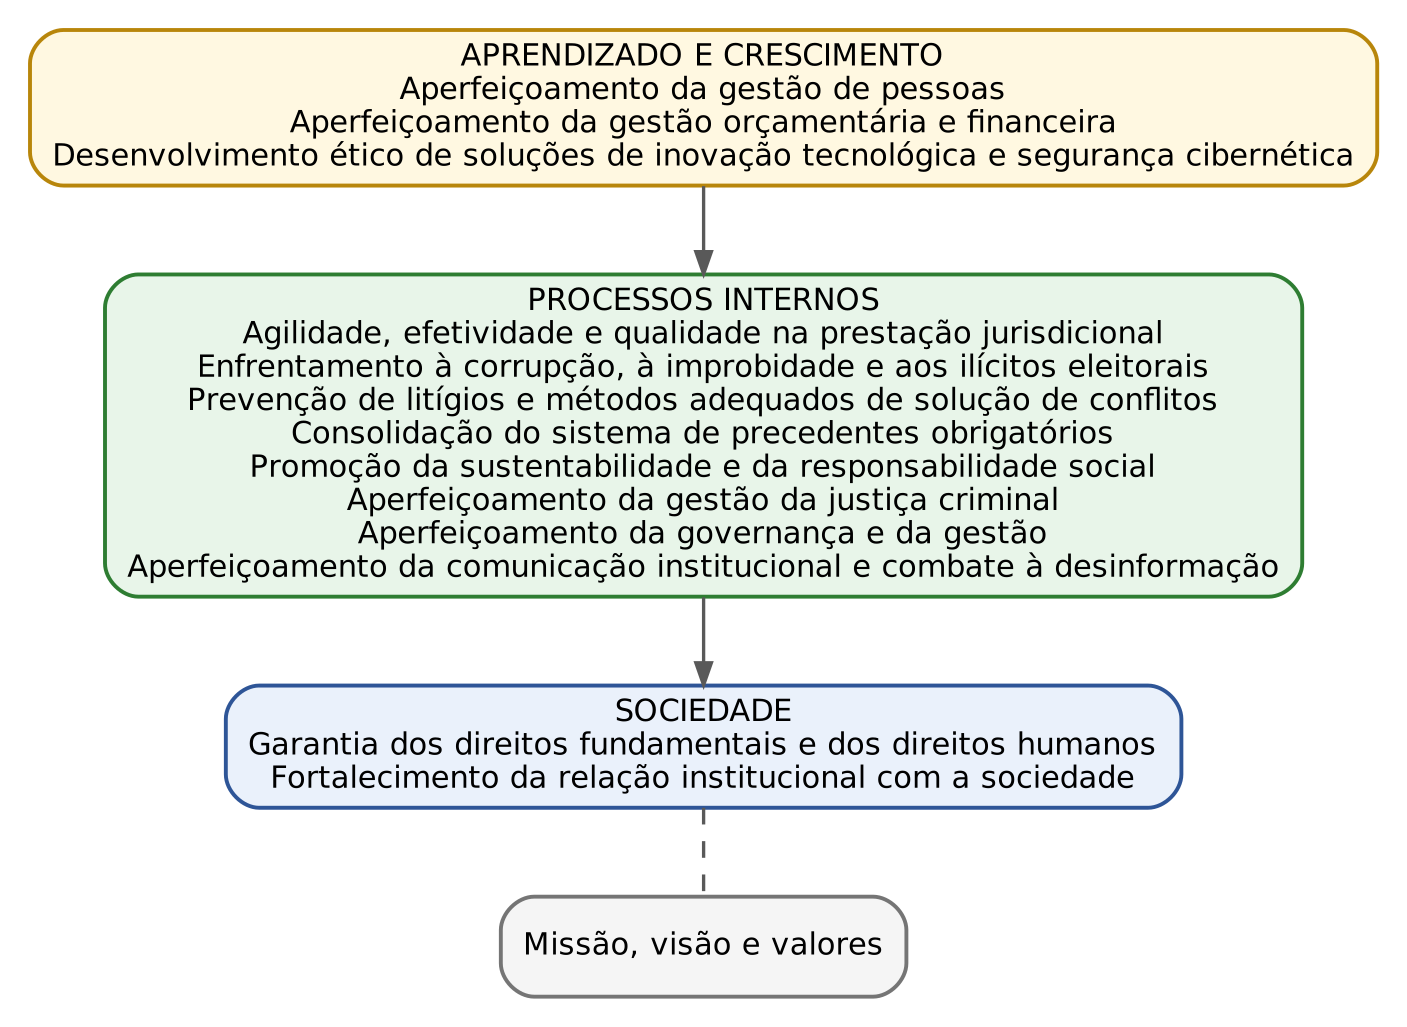 APRENDIZADO E CRESCIMENTO
Aperfeiçoamento da gestão de pessoas
Aperfeiçoamento da gestão orçamentária e financeira
Desenvolvimento ético de soluções de inovação tecnológica e segurança cibernética
PROCESSOS INTERNOS
Agilidade, efetividade e qualidade na prestação jurisdicional
Enfrentamento à corrupção, à improbidade e aos ilícitos eleitorais
Prevenção de litígios e métodos adequados de solução de conflitos
Consolidação do sistema de precedentes obrigatórios
Promoção da sustentabilidade e da responsabilidade social
Aperfeiçoamento da gestão da justiça criminal
Aperfeiçoamento da governança e da gestão
Aperfeiçoamento da comunicação institucional e combate à desinformação
SOCIEDADE
Garantia dos direitos fundamentais e dos direitos humanos
Fortalecimento da relação institucional com a sociedade
Missão, visão e valores